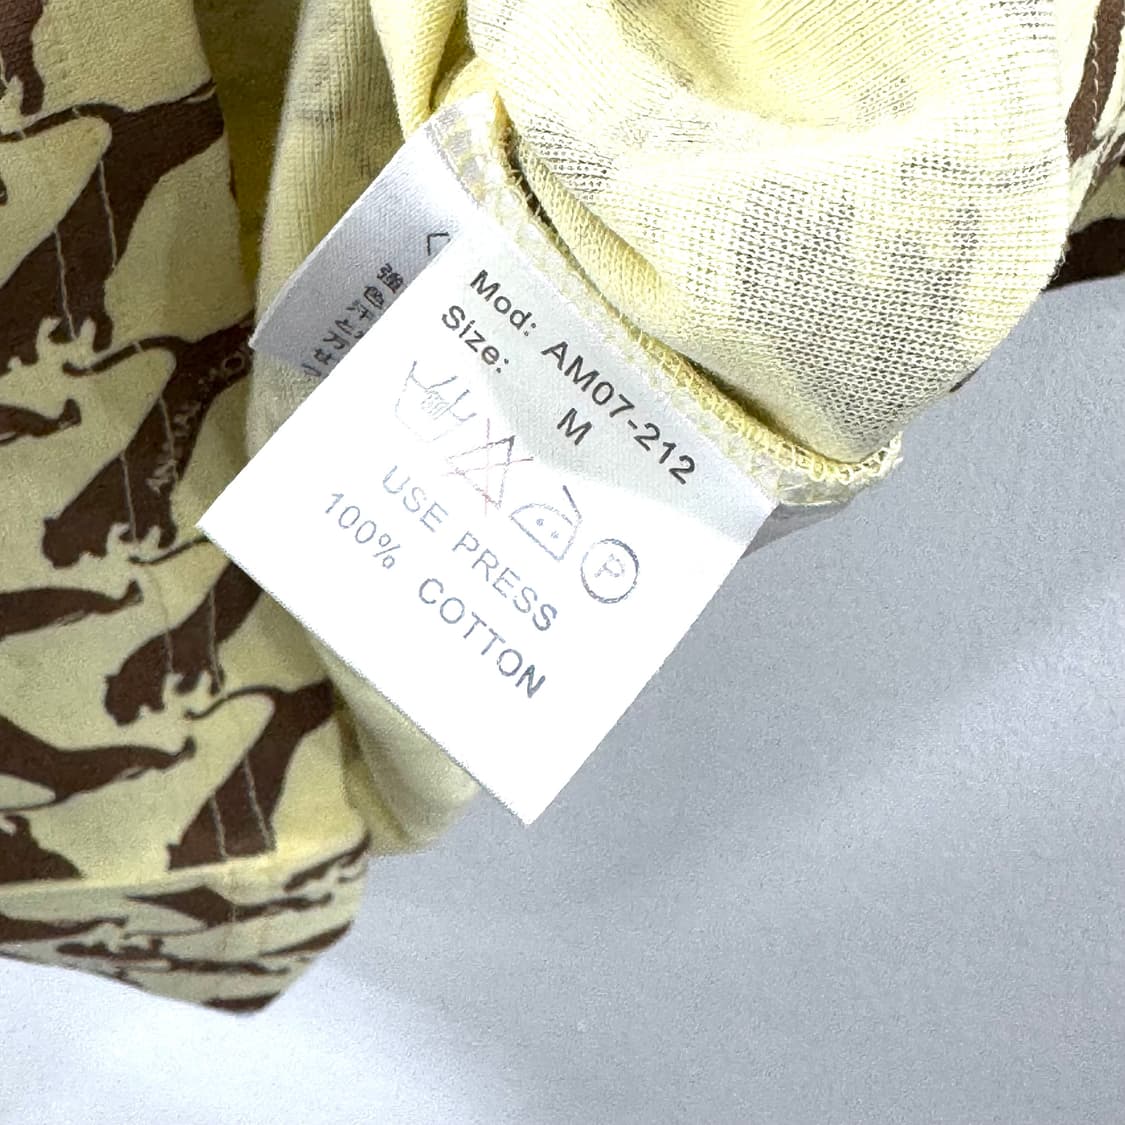 Mod: AM07-212
Size: M
P
USE PRESS
100% COTTON